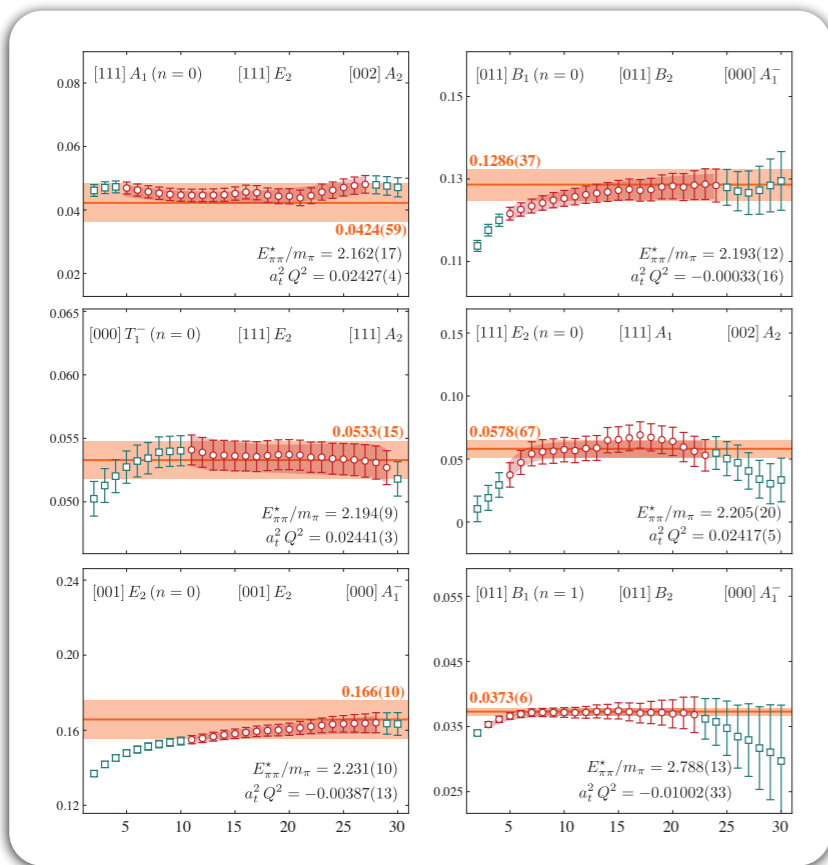 [111] A₁ (n = 0) [111] E₂ [002] A₂
0.08
0.06
0.04
0.02
0.0424(59)
E⋆ππ/mπ = 2.162(17)
a²ₜ Q² = 0.02427(4)
[011] B₁ (n = 0) [011] B₂ [000] A₁⁻
0.15
0.13
0.11
0.1286(37)
E⋆ππ/mπ = 2.193(12)
a²ₜ Q² = −0.00033(16)
0.065
[000] T₁⁻ (n = 0) [111] E₂ [111] A₂
0.060
0.055
0.050
0.0533(15)
E⋆ππ/mπ = 2.194(9)
a²ₜ Q² = 0.02441(3)
0.15
[111] E₂ (n = 0) [111] A₁ [002] A₂
0.10
0.05
0
0.0578(67)
E⋆ππ/mπ = 2.205(20)
a²ₜ Q² = 0.02417(5)
0.24
[001] E₂ (n = 0) [001] E₂ [000] A₁⁻
0.20
0.16
0.12
0.166(10)
E⋆ππ/mπ = 2.231(10)
a²ₜ Q² = −0.00387(13)
5 10 15 20 25 30
[011] B₁ (n = 1) [011] B₂ [000] A₁⁻
0.055
0.045
0.035
0.025
0.0373(6)
E⋆ππ/mπ = 2.788(13)
a²ₜ Q² = −0.01002(33)
5 10 15 20 25 30